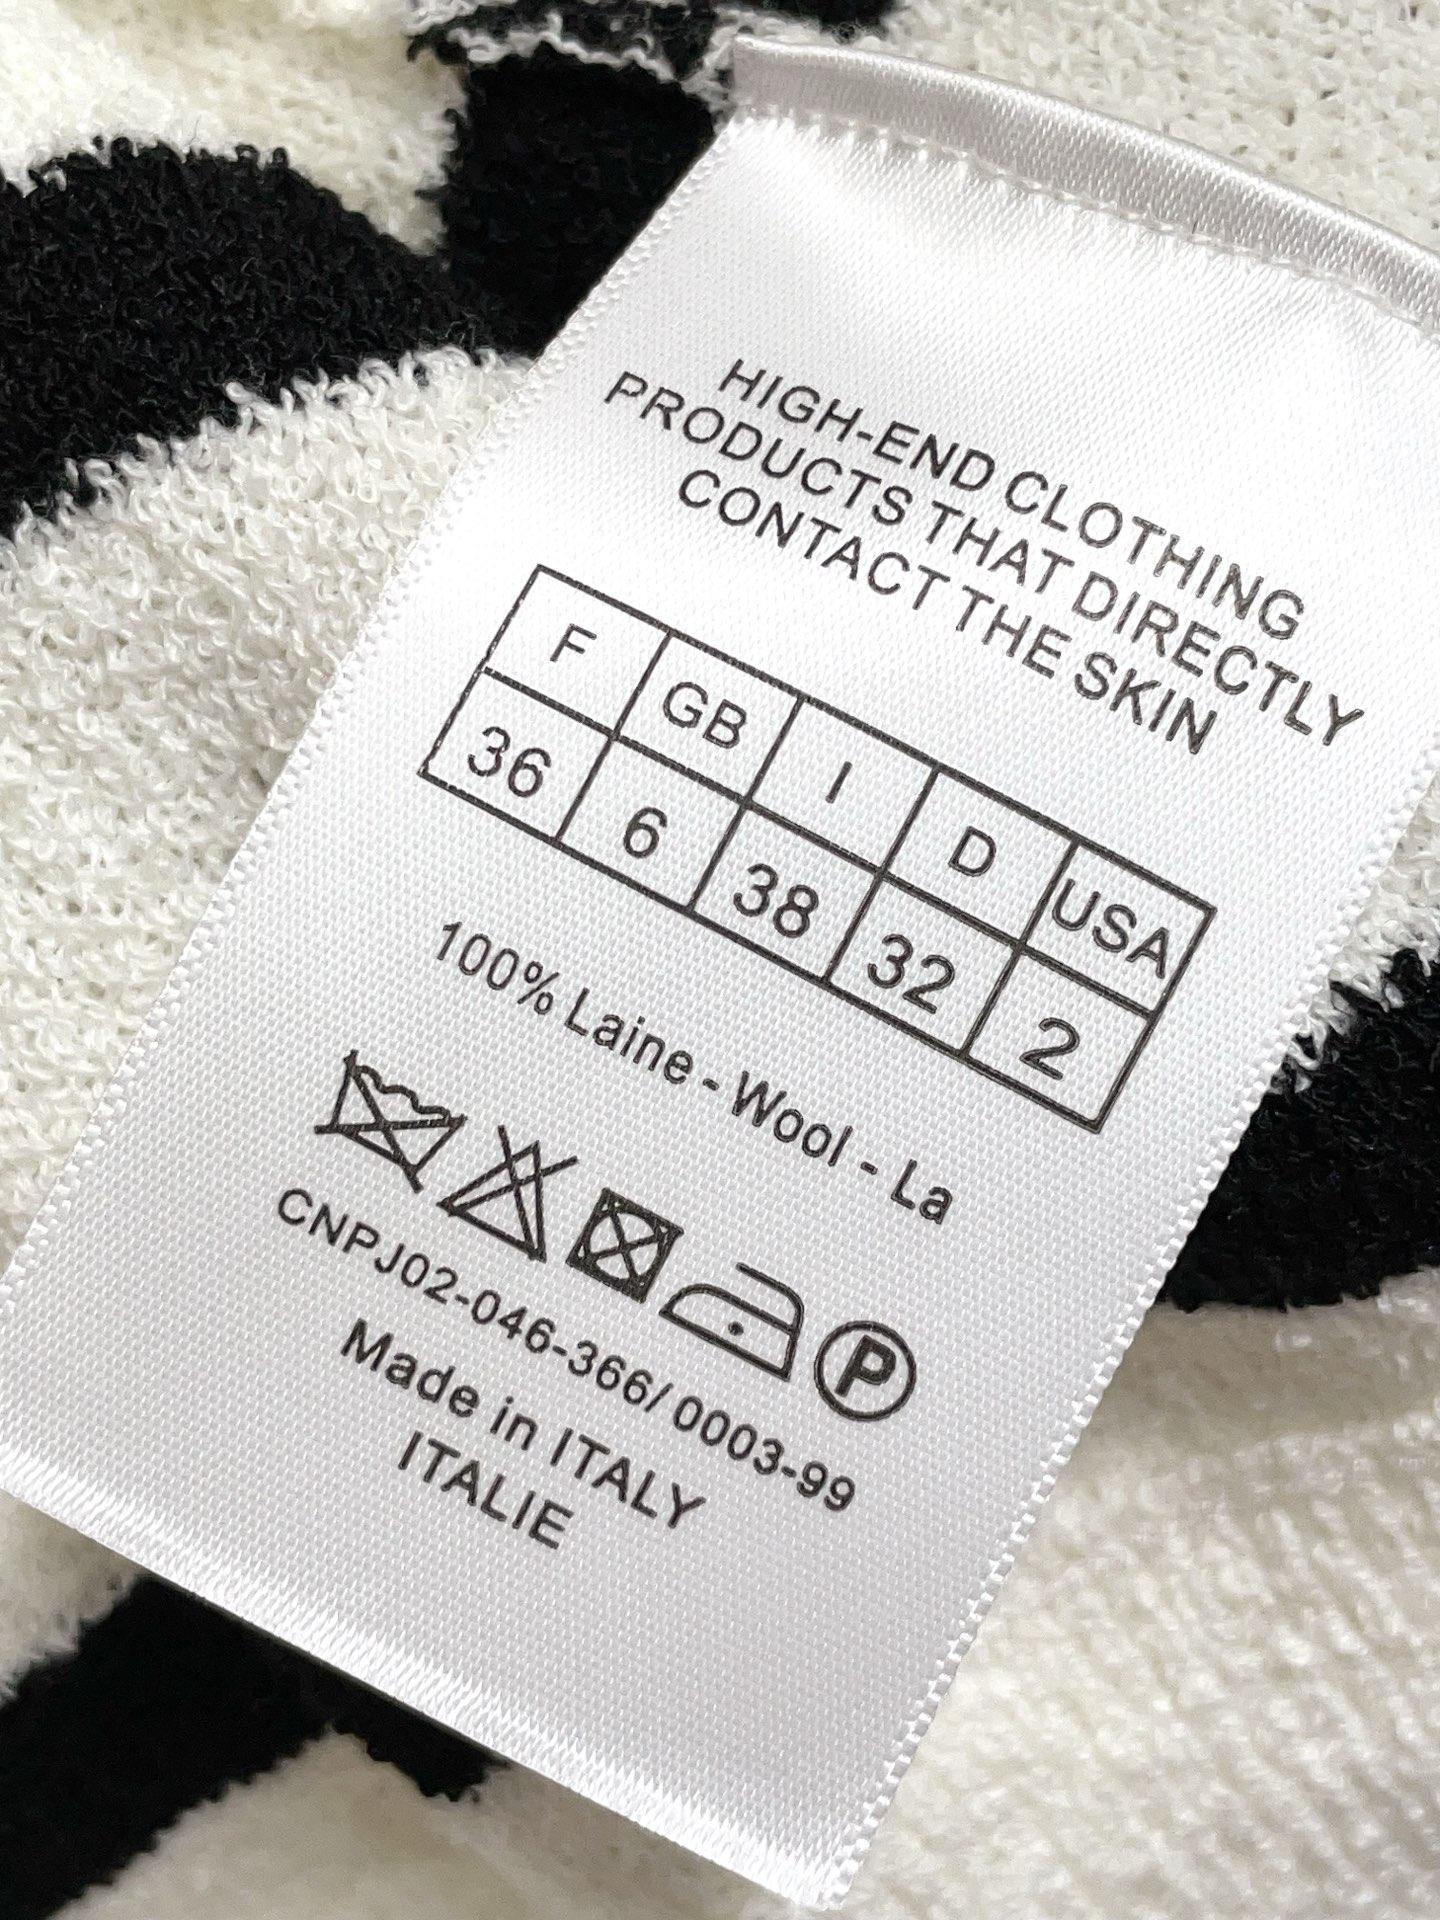 HIGH-END CLOTHING
PRODUCTS THAT DIRECTLY
CONTACT THE SKIN
F GB I D USA
36 6 38 32 2
100% Laine - Wool - La
P
CNPJ02-046-366/0003-99
Made in ITALY
ITALIE